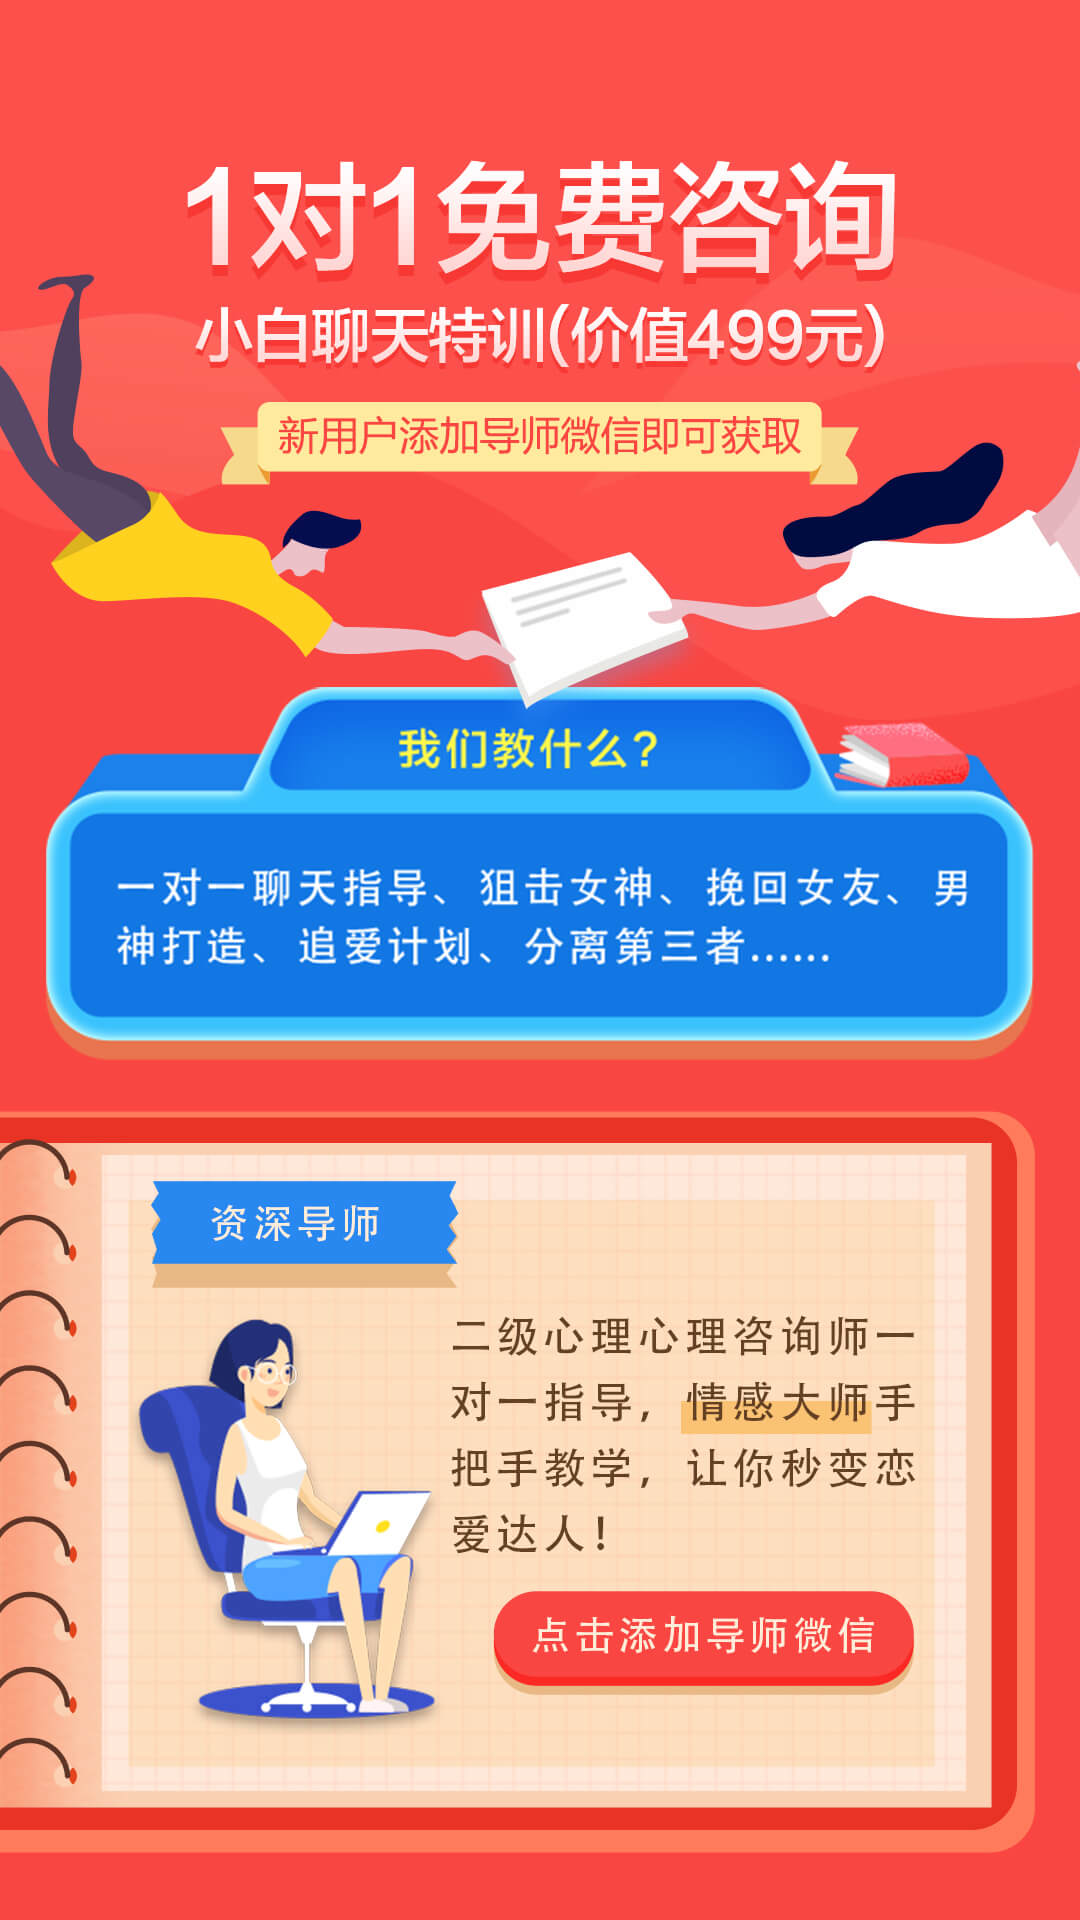 1对1免费咨询
小白聊天特训(价值499元)
新用户添加导师微信即可获取
我们教什么?
一对一聊天指导、狙击女神、挽回女友、男
神打造、追爱计划、分离第三者......
资深导师
二级心理心理咨询师一
对一指导，情感大师手
把手教学，让你秒变恋
爱达人！
点击添加导师微信